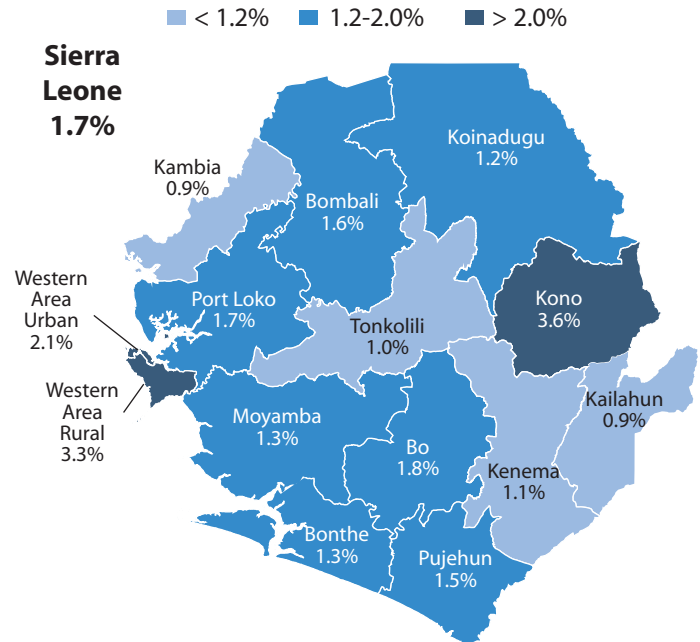 < 1.2% 1.2-2.0% > 2.0%
Sierra
Leone
1.7%
Koinadugu
1.2%
Kambia
0.9%
Bombali
1.6%
Western
Area
Urban
2.1%
Port Loko
1.7%
Kono
3.6%
Tonkolili
1.0%
Western
Area
Rural
3.3%
Kailahun
0.9%
Moyamba
1.3%
Bo
1.8%
Kenema
1.1%
Bonthe
1.3%
Pujehun
1.5%